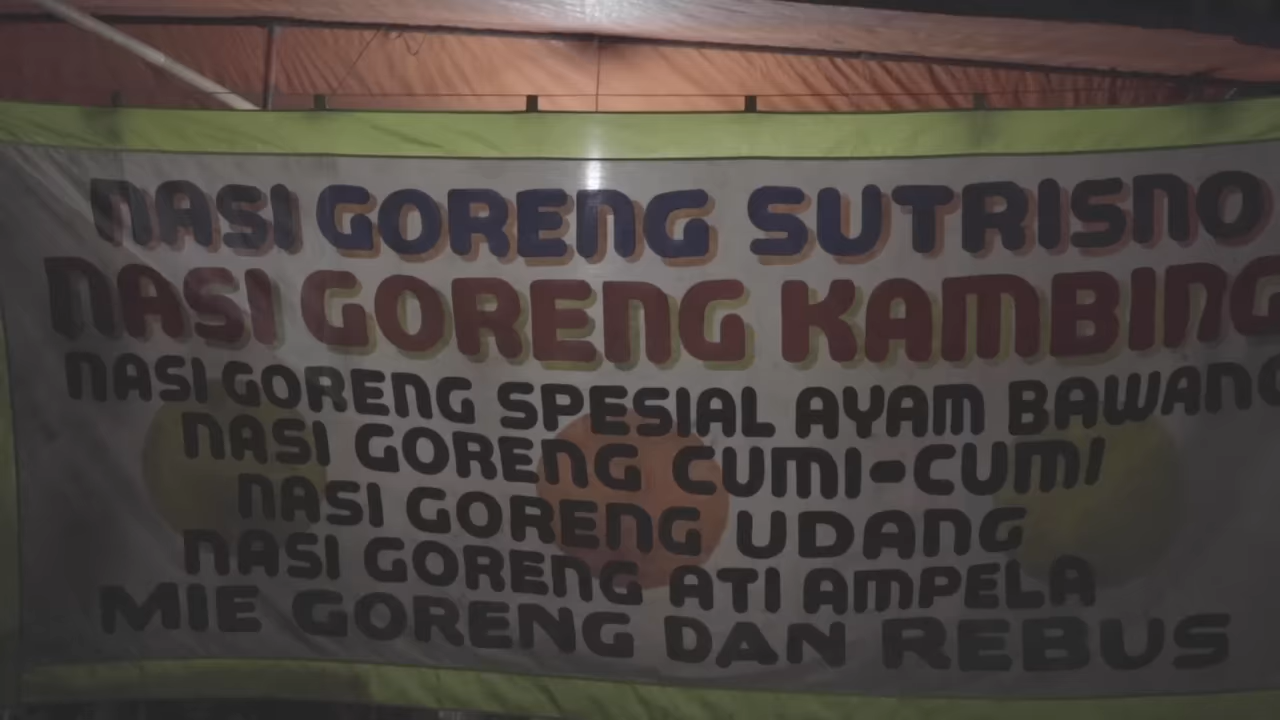 NASI GORENG SUTRISNO
NASI GORENG KAMBING
NASI GORENG SPESIAL AYAM BAWANG
NASI GORENG CUMI-CUMI
NASI GORENG UDANG
NASI GORENG ATI AMPELA
MIE GORENG DAN REBUS